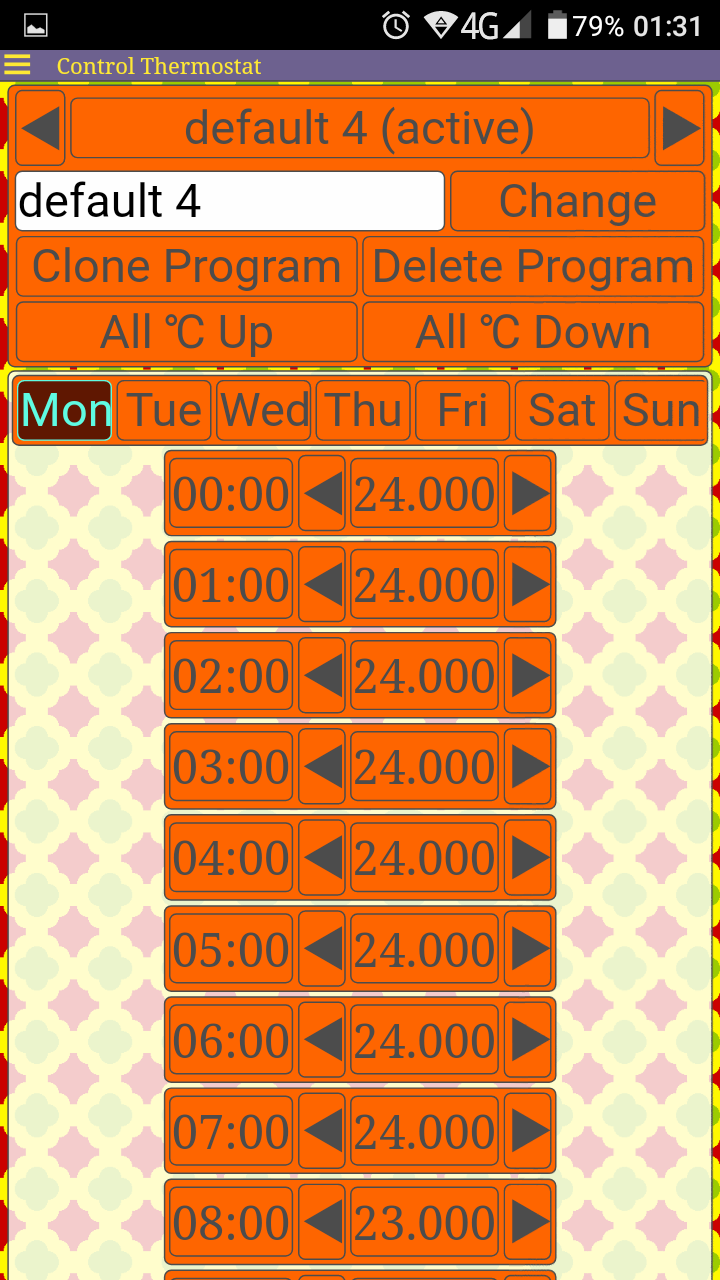 4G 79% 01:31
Control Thermostat
default 4 (active)
default 4 Change
Clone Program Delete Program
All ℃ Up All ℃ Down
Mon Tue Wed Thu Fri Sat Sun
00:00 24.000
01:00 24.000
02:00 24.000
03:00 24.000
04:00 24.000
05:00 24.000
06:00 24.000
07:00 24.000
08:00 23.000